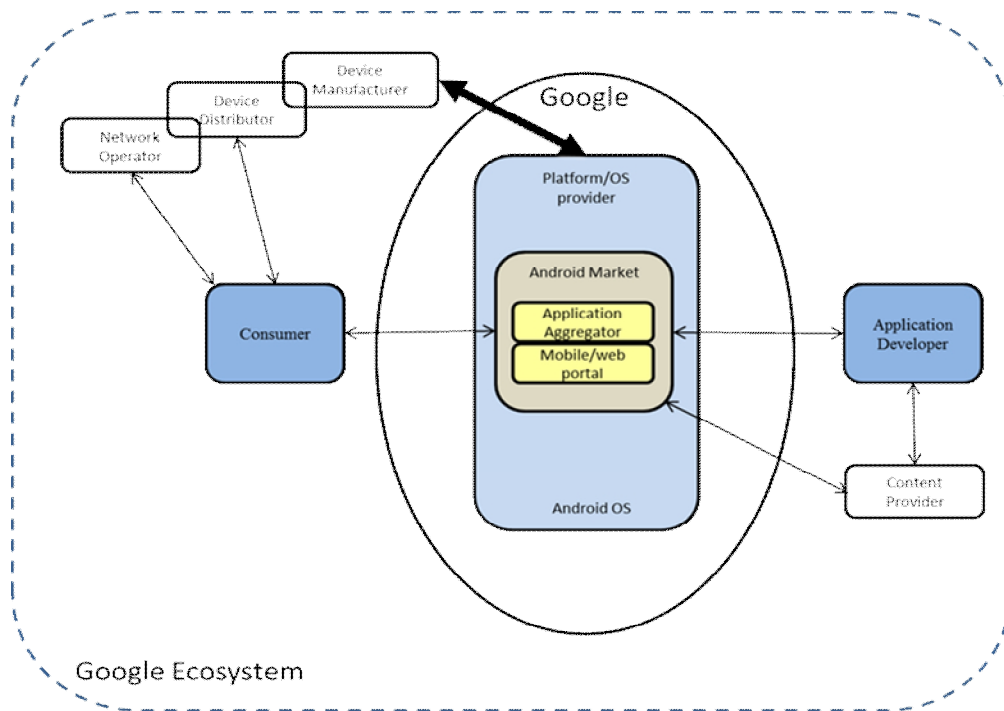 Device
Manufacturer
Google
Device
Distributor
Network
Operator
Platform/OS
provider
Android Market
Application
Aggregator
Mobile/web
portal
Consumer
Application
Developer
Content
Provider
Android OS
Google Ecosystem